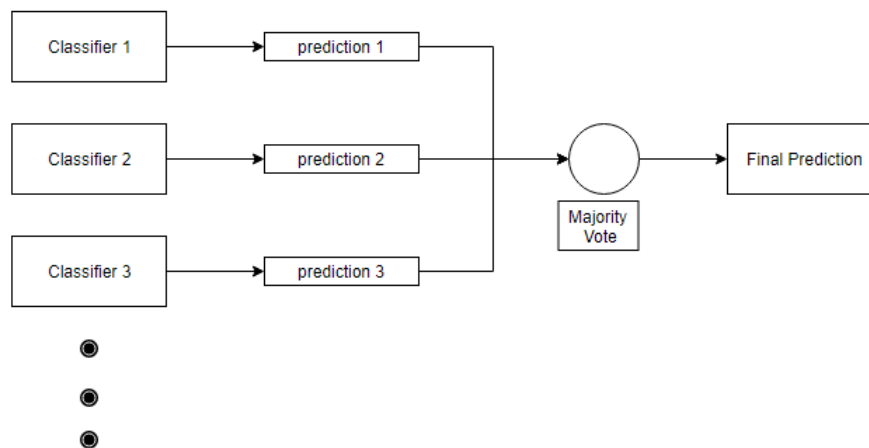 Classifier 1
prediction 1
Classifier 2
prediction 2
Final Prediction
Majority
Vote
Classifier 3
prediction 3